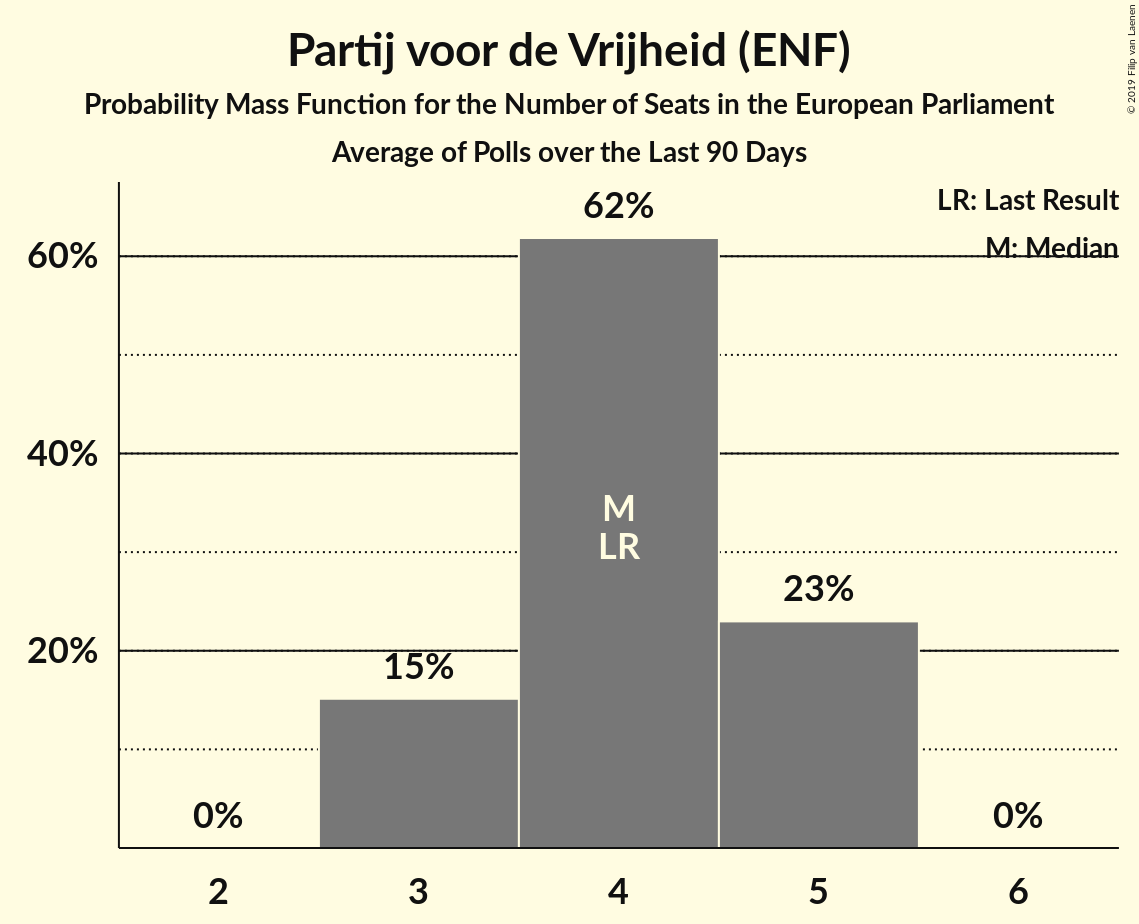 Partij voor de Vrijheid (ENF)
Probability Mass Function for the Number of Seats in the European Parliament
Average of Polls over the Last 90 Days
© 2019 Filip van Laenen
LR: Last Result
M: Median
60%
40%
20%
0%
15%
62%
M
LR
23%
0%
2
3
4
5
6